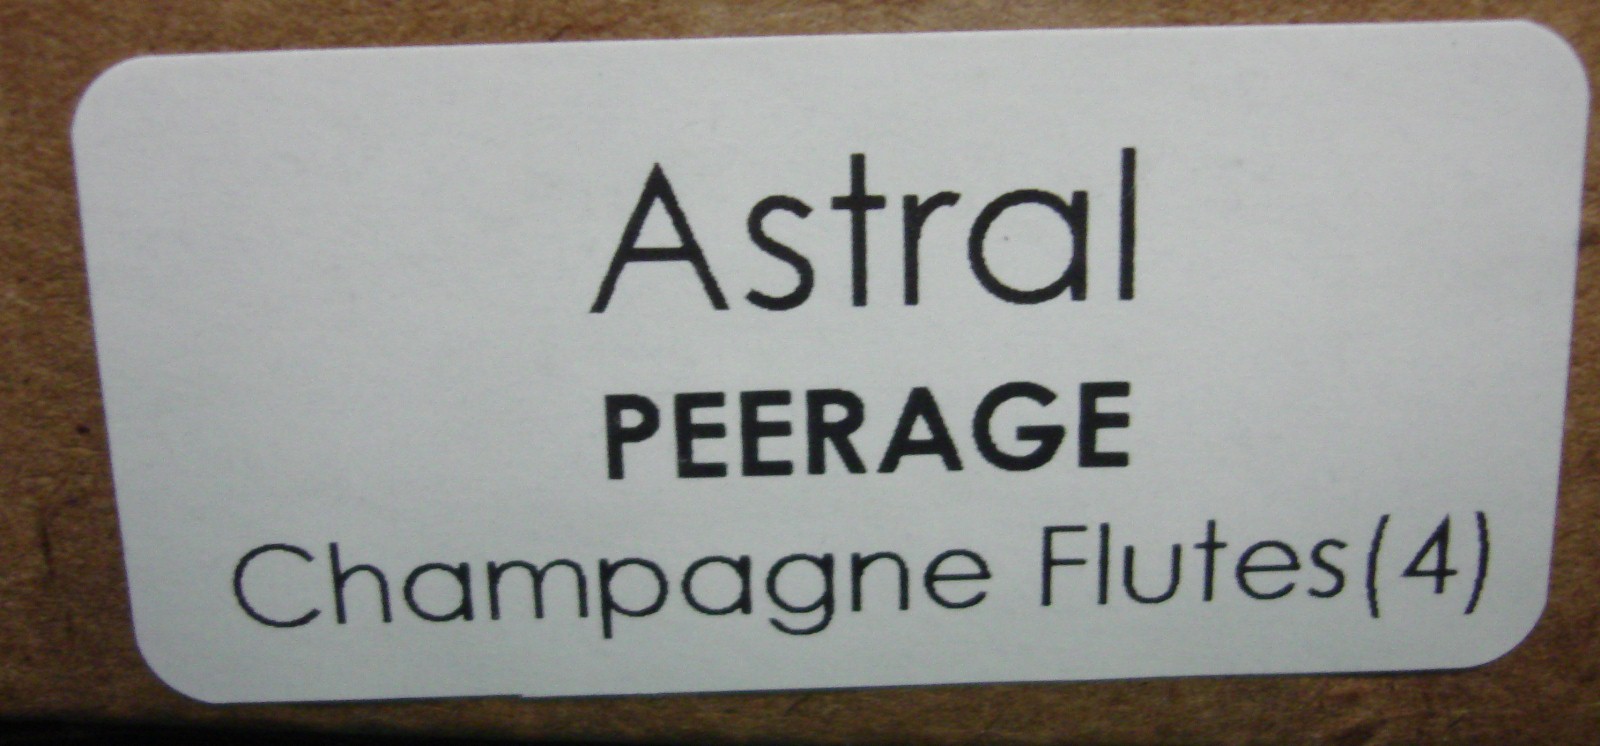 Astral
PEERAGE
Champagne Flutes(4)